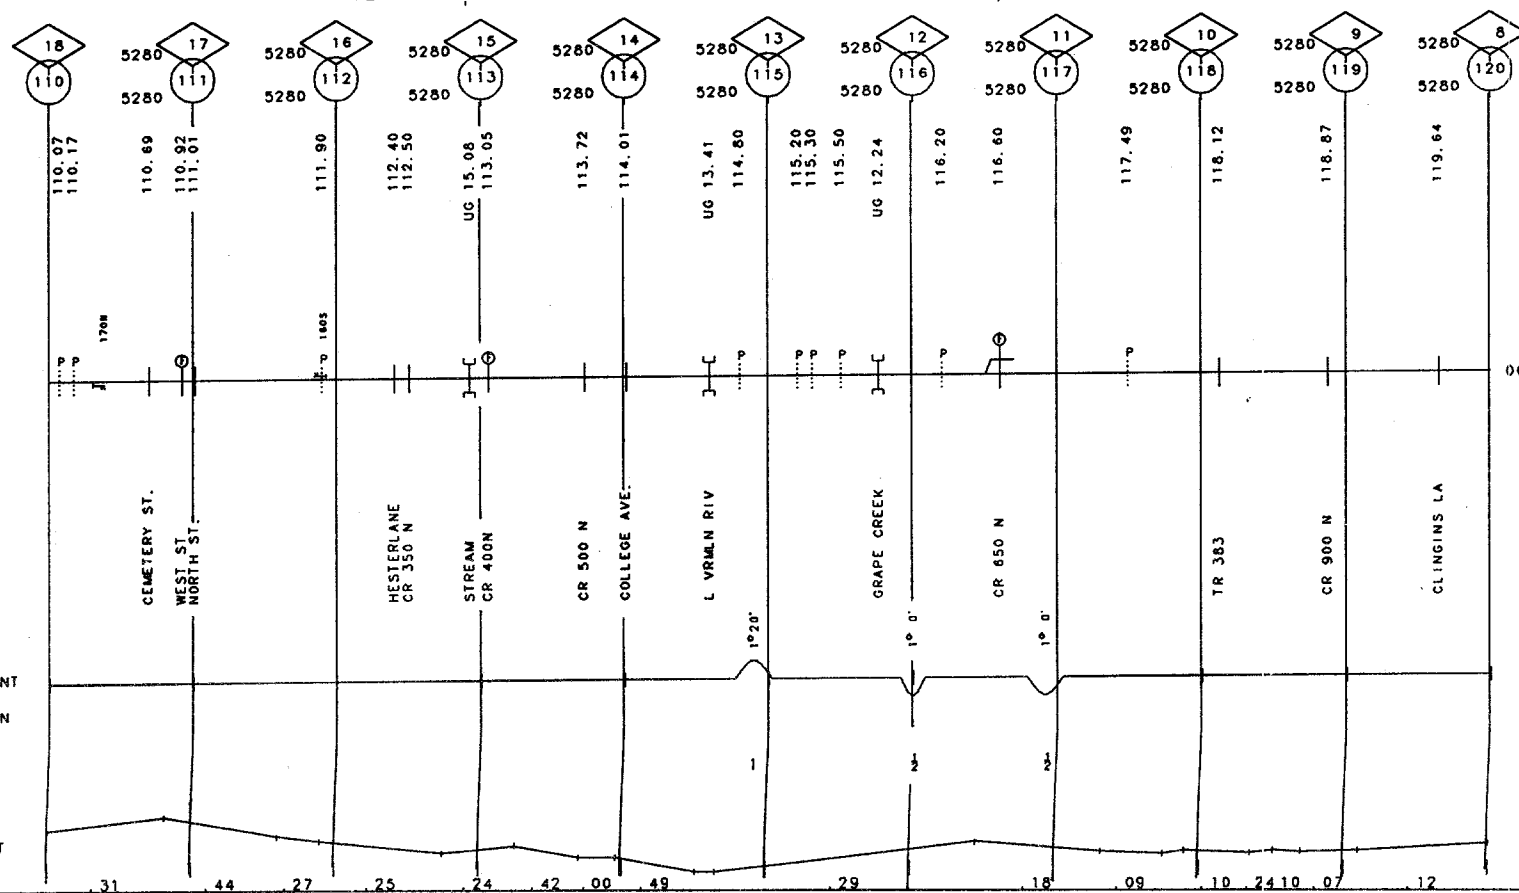 18 17 16 15 14 13 12 11 10 9 8
5280 5280 5280 5280 5280 5280 5280 5280 5280 5280
110 111 112 113 114 115 116 117 118 119 120
5280 5280 5280 5280 5280 5280 5280 5280 5280 5280
110.07
110.17
110.69
110.92
111.01
111.90
112.40
112.50
UG 15.08
113.05
113.72
114.01
UG 13.41
114.80
115.20
115.30
115.50
UG 12.24
116.20
116.60
117.49
118.12
118.87
119.64
170N
180S
P P P P P P P P P
CEMETERY ST.
WEST ST
NORTH ST.
HESTERLANE
CR 350 N
STREAM
CR 400N
CR 500 N
COLLEGE AVE.
L VRMLN RIV
GRAPE CREEK
CR 650 N
TR 383
CR 900 N
CLINGINS LA
1°20' 1° 0' 1° 0'
NT
N
1 ½ ½
T
.31 .44 .27 .25 .24 .42 .00 .49 .29 .18 .09 .10 .24 10 .07 .12